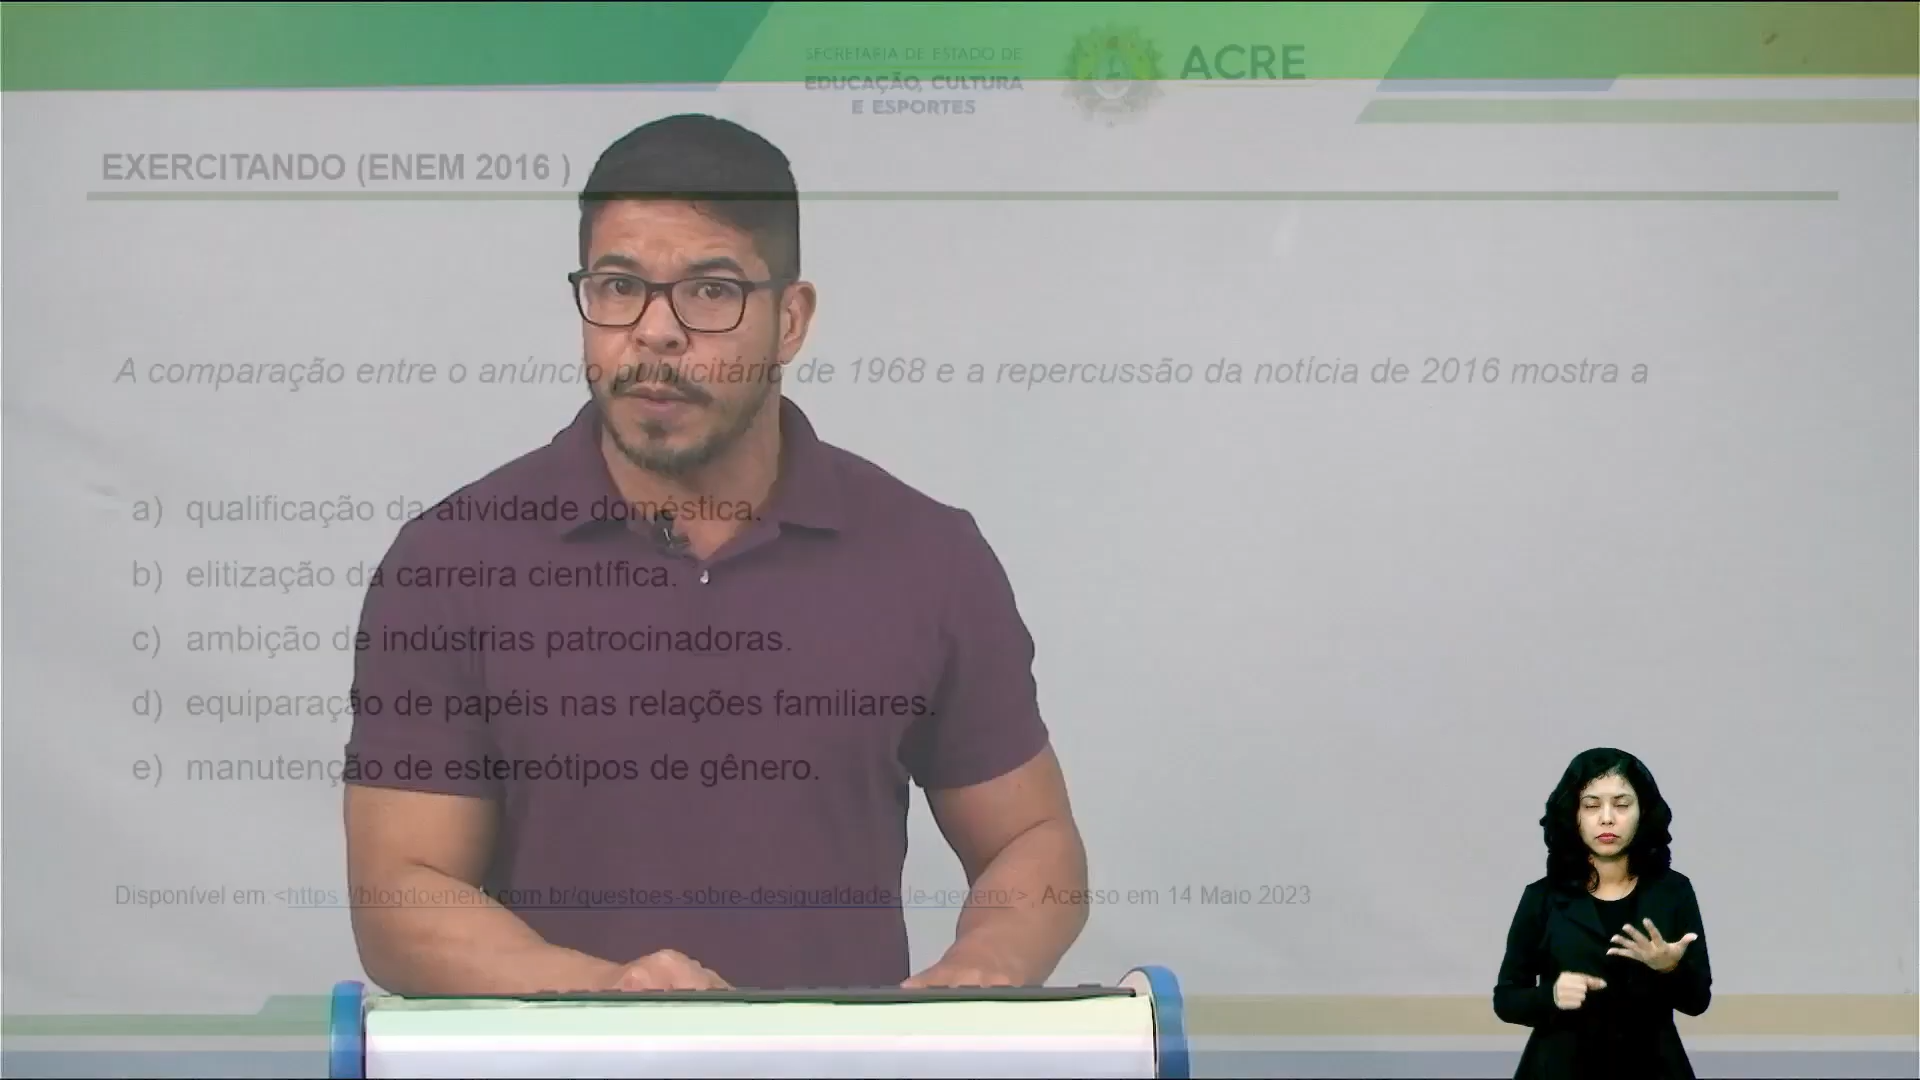 SECRETARIA DE ESTADO DE
EDUCAÇÃO, CULTURA
E ESPORTES
ACRE
EXERCITANDO (ENEM 2016 )
A comparação entre o anúncio publicitário de 1968 e a repercussão da notícia de 2016 mostra a
a) qualificação da atividade doméstica.
b) elitização da carreira científica.
c) ambição de indústrias patrocinadoras.
d) equiparação de papéis nas relações familiares.
e) manutenção de estereótipos de gênero.
Disponível em:<https://blogdoenem.com.br/questoes-sobre-desigualdade-de-genero/>, Acesso em 14 Maio 2023